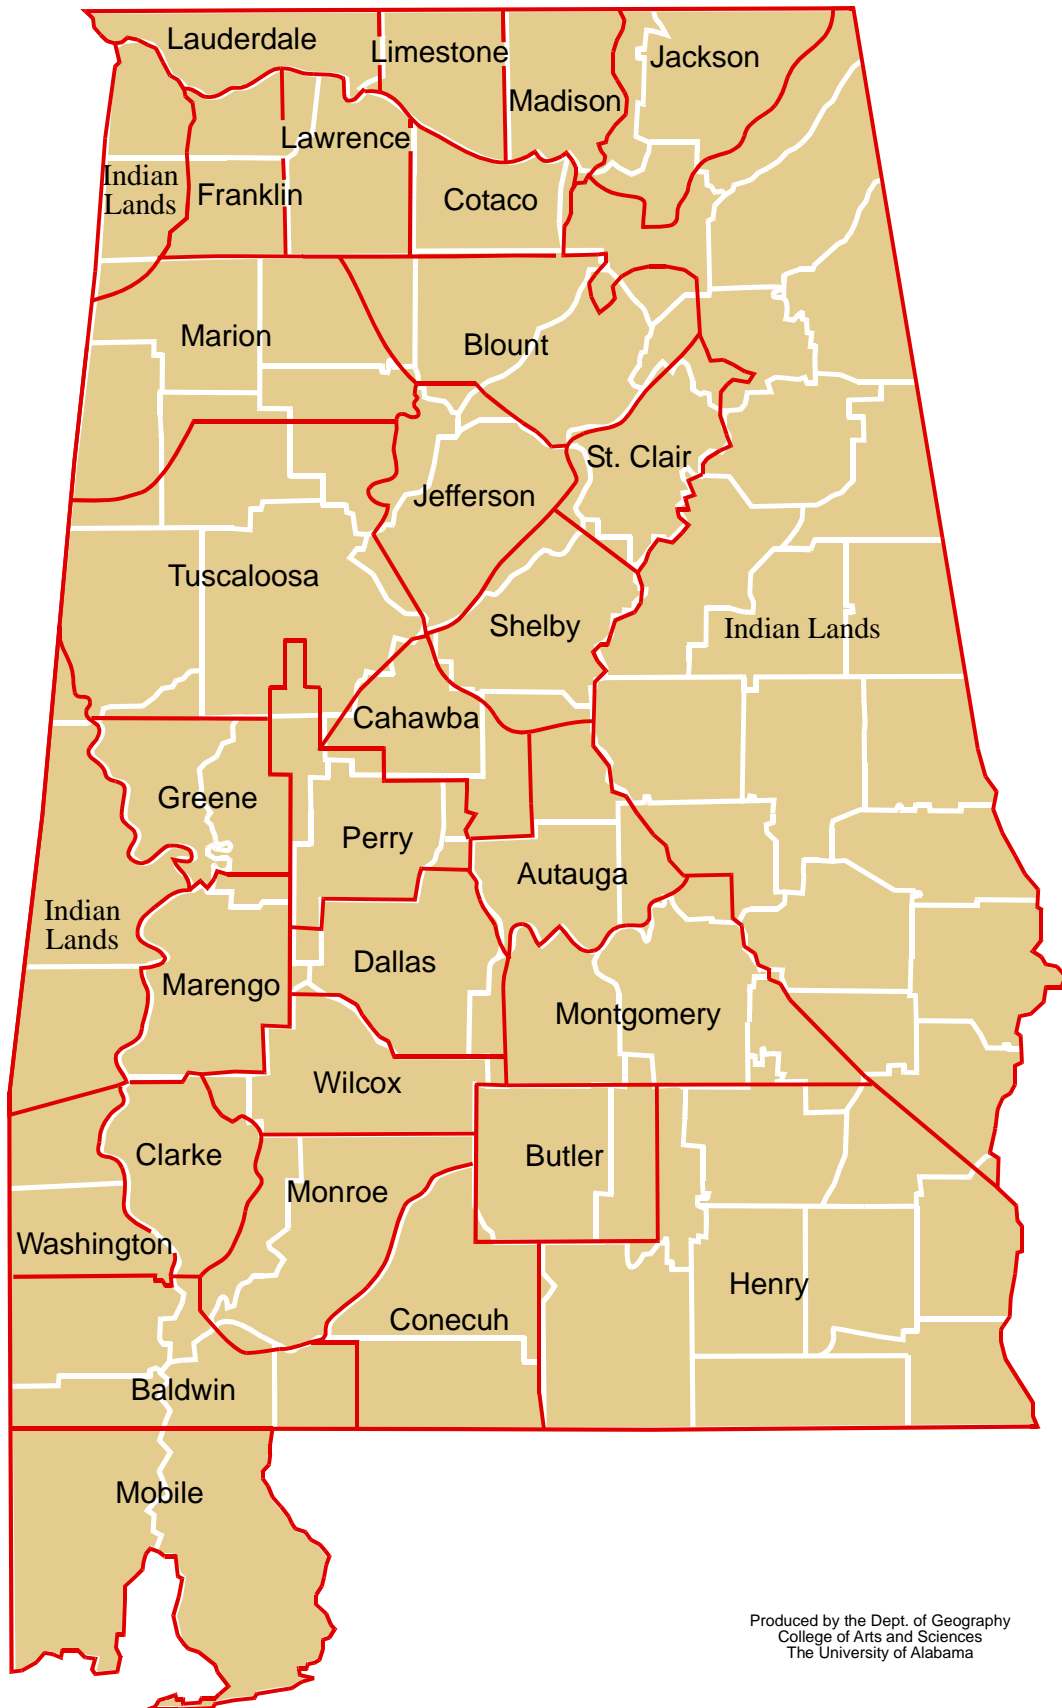 Lauderdale
Limestone
Jackson
Madison
Lawrence
Indian
Lands
Franklin
Cotaco
Marion
Blount
St. Clair
Jefferson
Tuscaloosa
Shelby
Indian Lands
Cahawba
Greene
Perry
Autauga
Indian
Lands
Dallas
Marengo
Montgomery
Wilcox
Clarke
Butler
Monroe
Washington
Henry
Conecuh
Baldwin
Mobile
Produced by the Dept. of Geography
College of Arts and Sciences
The University of Alabama